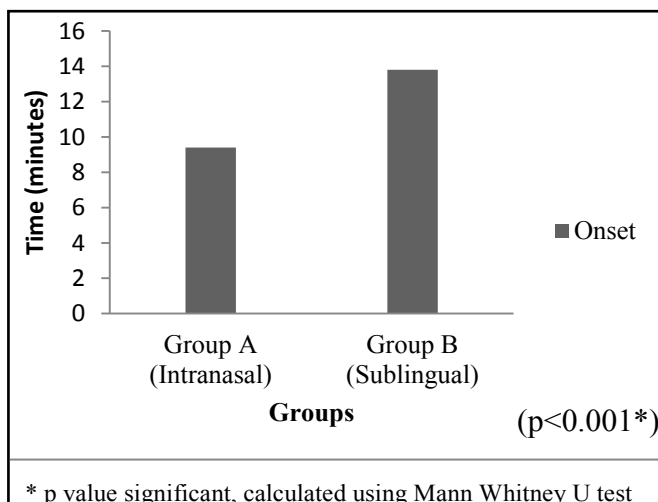 16
14
12
10
8
6
4
2
0
Time (minutes)
Group A
(Intranasal)
Group B
(Sublingual)
Groups
Onset
(p<0.001*)
* p value significant, calculated using Mann Whitney U test